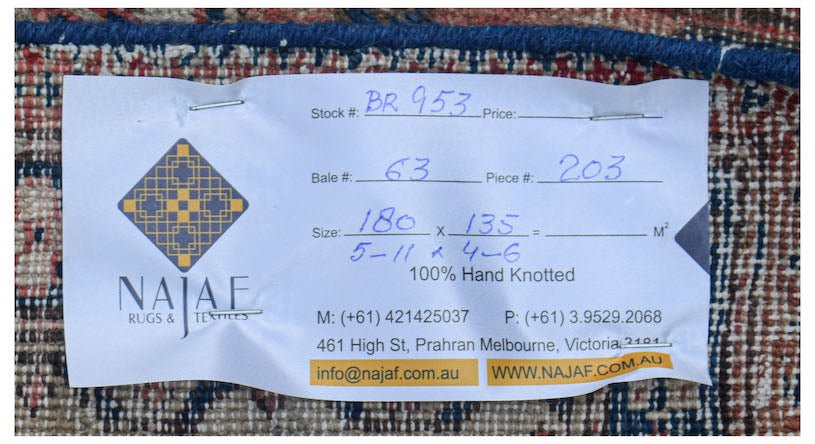 Stock #: BR 953 Price:
Bale #: 63 Piece #: 203
Size: 180 X 135 = M²
5-11 x 4-6
100% Hand Knotted
NAJAF
RUGS & TEXTILES
M: (+61) 421425037 P: (+61) 3.9529.2068
461 High St, Prahran Melbourne, Victoria 3181
info@najaf.com.au WWW.NAJAF.COM.AU